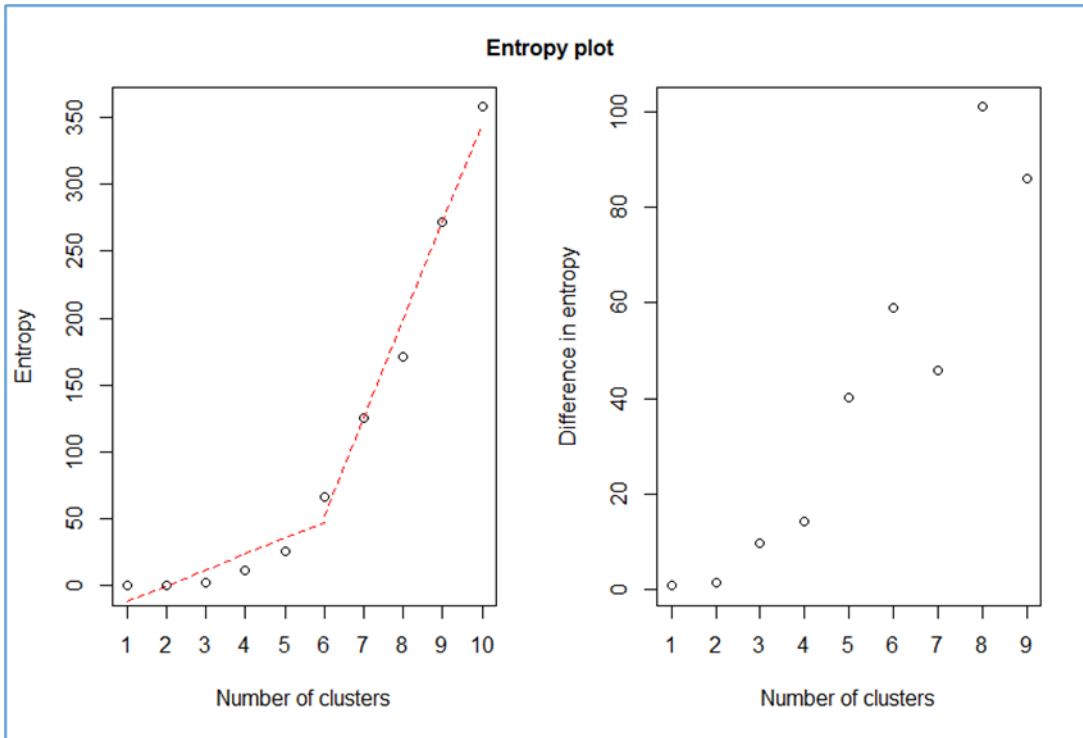 Entropy plot
Entropy
350
300
250
200
150
100
50
0
1 2 3 4 5 6 7 8 9 10
Number of clusters
Difference in entropy
100
80
60
40
20
0
1 2 3 4 5 6 7 8 9
Number of clusters